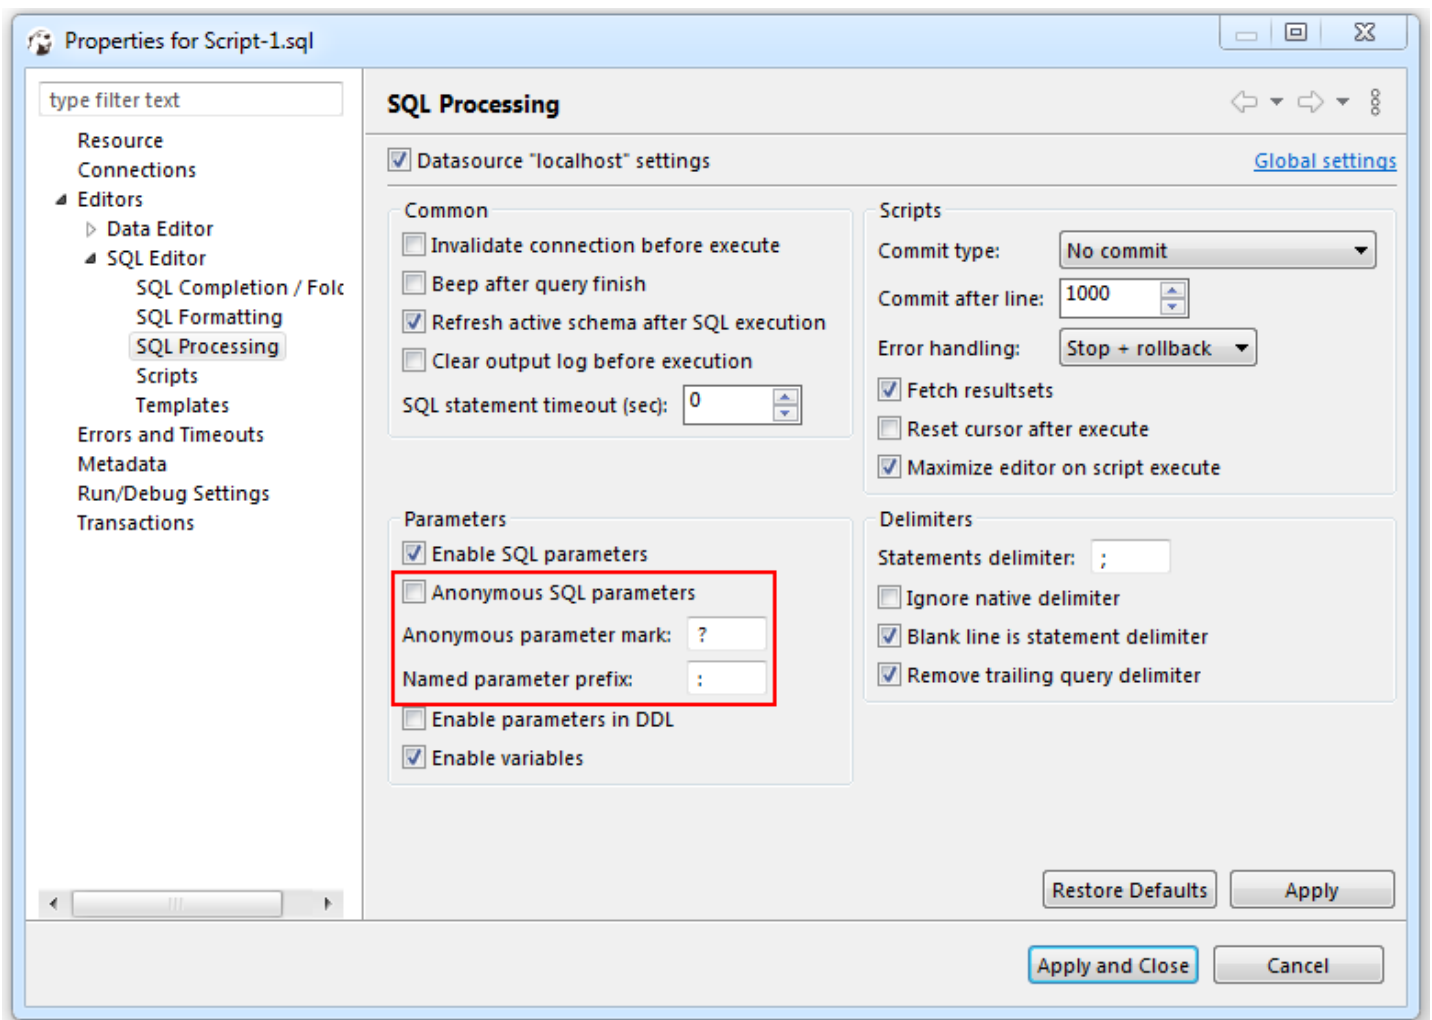 Properties for Script-1.sql
type filter text
Resource
Connections
Editors
Data Editor
SQL Editor
SQL Completion / Folc
SQL Formatting
SQL Processing
Scripts
Templates
Errors and Timeouts
Metadata
Run/Debug Settings
Transactions
SQL Processing
Datasource "localhost" settings
Global settings
Common
Invalidate connection before execute
Beep after query finish
Refresh active schema after SQL execution
Clear output log before execution
SQL statement timeout (sec): 0
Scripts
Commit type: No commit
Commit after line: 1000
Error handling: Stop + rollback
Fetch resultsets
Reset cursor after execute
Maximize editor on script execute
Parameters
Enable SQL parameters
Anonymous SQL parameters
Anonymous parameter mark: ?
Named parameter prefix: :
Enable parameters in DDL
Enable variables
Delimiters
Statements delimiter: ;
Ignore native delimiter
Blank line is statement delimiter
Remove trailing query delimiter
Restore Defaults
Apply
Apply and Close
Cancel